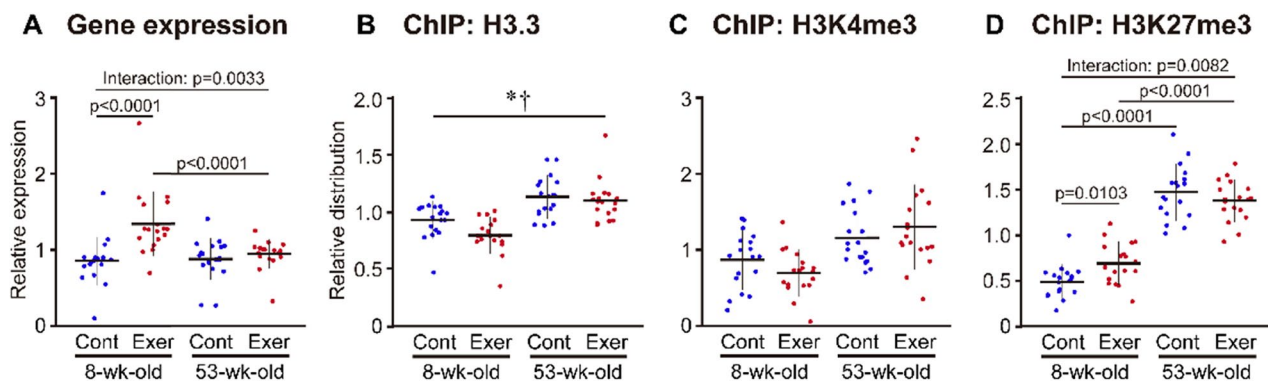 A Gene expression
Interaction: p=0.0033
p<0.0001
p<0.0001
Relative expression
3
2
1
0
Cont Exer Cont Exer
8-wk-old 53-wk-old
B ChIP: H3.3
*†
Relative distribution
2.0
1.5
1.0
0.5
0
Cont Exer Cont Exer
8-wk-old 53-wk-old
C ChIP: H3K4me3
3
2
1
0
Cont Exer Cont Exer
8-wk-old 53-wk-old
D ChIP: H3K27me3
Interaction: p=0.0082
p<0.0001
p<0.0001
p=0.0103
2.5
2.0
1.5
1.0
0.5
0
Cont Exer Cont Exer
8-wk-old 53-wk-old